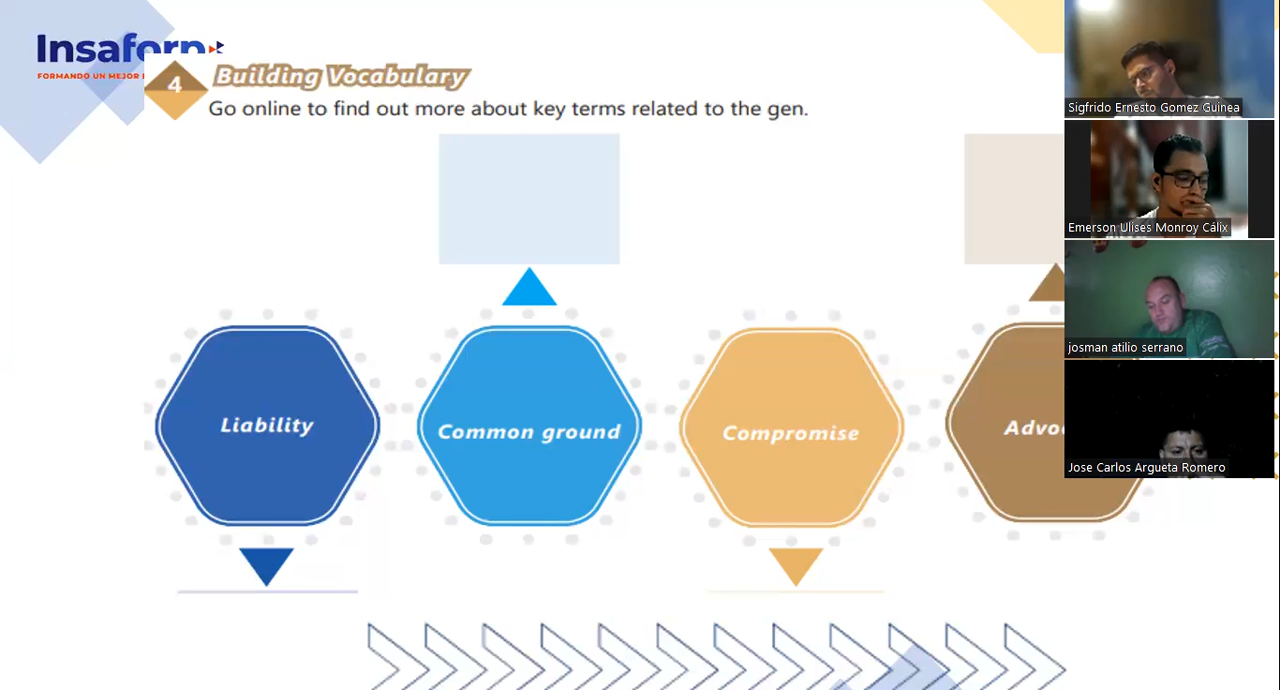 Insaforp
FORMANDO UN MEJOR
4
Building Vocabulary
Go online to find out more about key terms related to the gen.
Liability
Common ground
Compromise
Advoc
Sigfrido Ernesto Gomez Guinea
Emerson Ulises Monroy Cálix
josman atilio serrano
Jose Carlos Argueta Romero